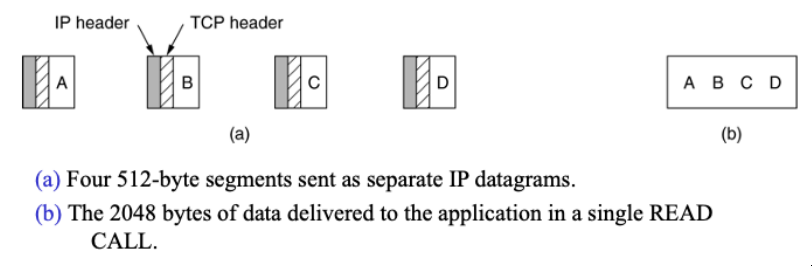 IP header TCP header
A B C D A B C D
(a) (b)
(a) Four 512-byte segments sent as separate IP datagrams.
(b) The 2048 bytes of data delivered to the application in a single READ
CALL.